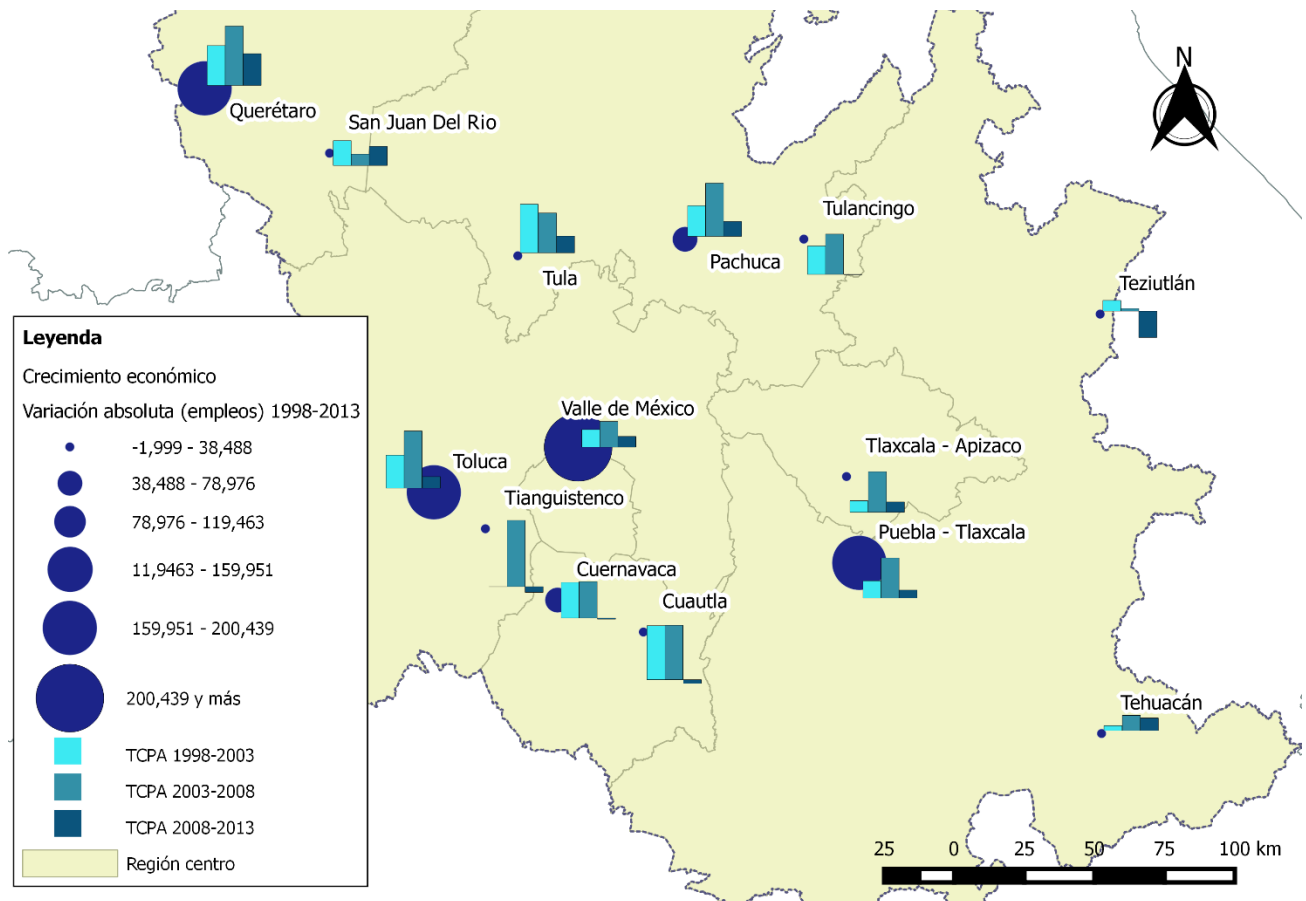 N
Querétaro
San Juan Del Rio
Tulancingo
Pachuca
Tula
Teziutlán
Valle de México
Tlaxcala - Apizaco
Toluca
Tianguistenco
Puebla - Tlaxcala
Cuernavaca
Cuautla
Tehuacán
Leyenda
Crecimiento económico
Variación absoluta (empleos) 1998-2013
-1,999 - 38,488
38,488 - 78,976
78,976 - 119,463
11,9463 - 159,951
159,951 - 200,439
200,439 y más
TCPA 1998-2003
TCPA 2003-2008
TCPA 2008-2013
Región centro
25 0 25 50 75 100 km